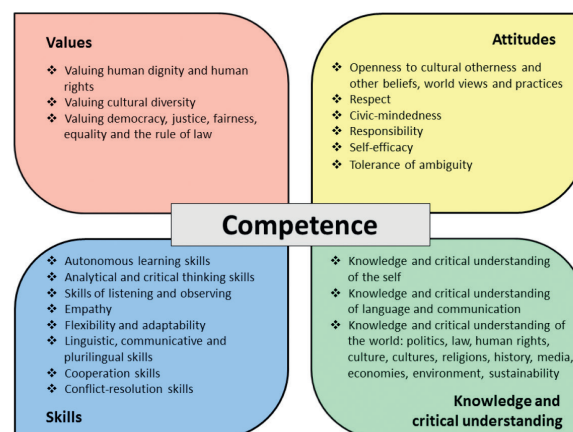 Values
❖ Valuing human dignity and human
rights
❖ Valuing cultural diversity
❖ Valuing democracy, justice, fairness,
equality and the rule of law
Attitudes
❖ Openness to cultural otherness and
other beliefs, world views and practices
❖ Respect
❖ Civic-mindedness
❖ Responsibility
❖ Self-efficacy
❖ Tolerance of ambiguity
Competence
❖ Autonomous learning skills
❖ Analytical and critical thinking skills
❖ Skills of listening and observing
❖ Empathy
❖ Flexibility and adaptability
❖ Linguistic, communicative and
plurilingual skills
❖ Cooperation skills
❖ Conflict-resolution skills
Skills
❖ Knowledge and critical understanding
of the self
❖ Knowledge and critical understanding
of language and communication
❖ Knowledge and critical understanding of
the world: politics, law, human rights,
culture, cultures, religions, history, media,
economies, environment, sustainability
Knowledge and
critical understanding